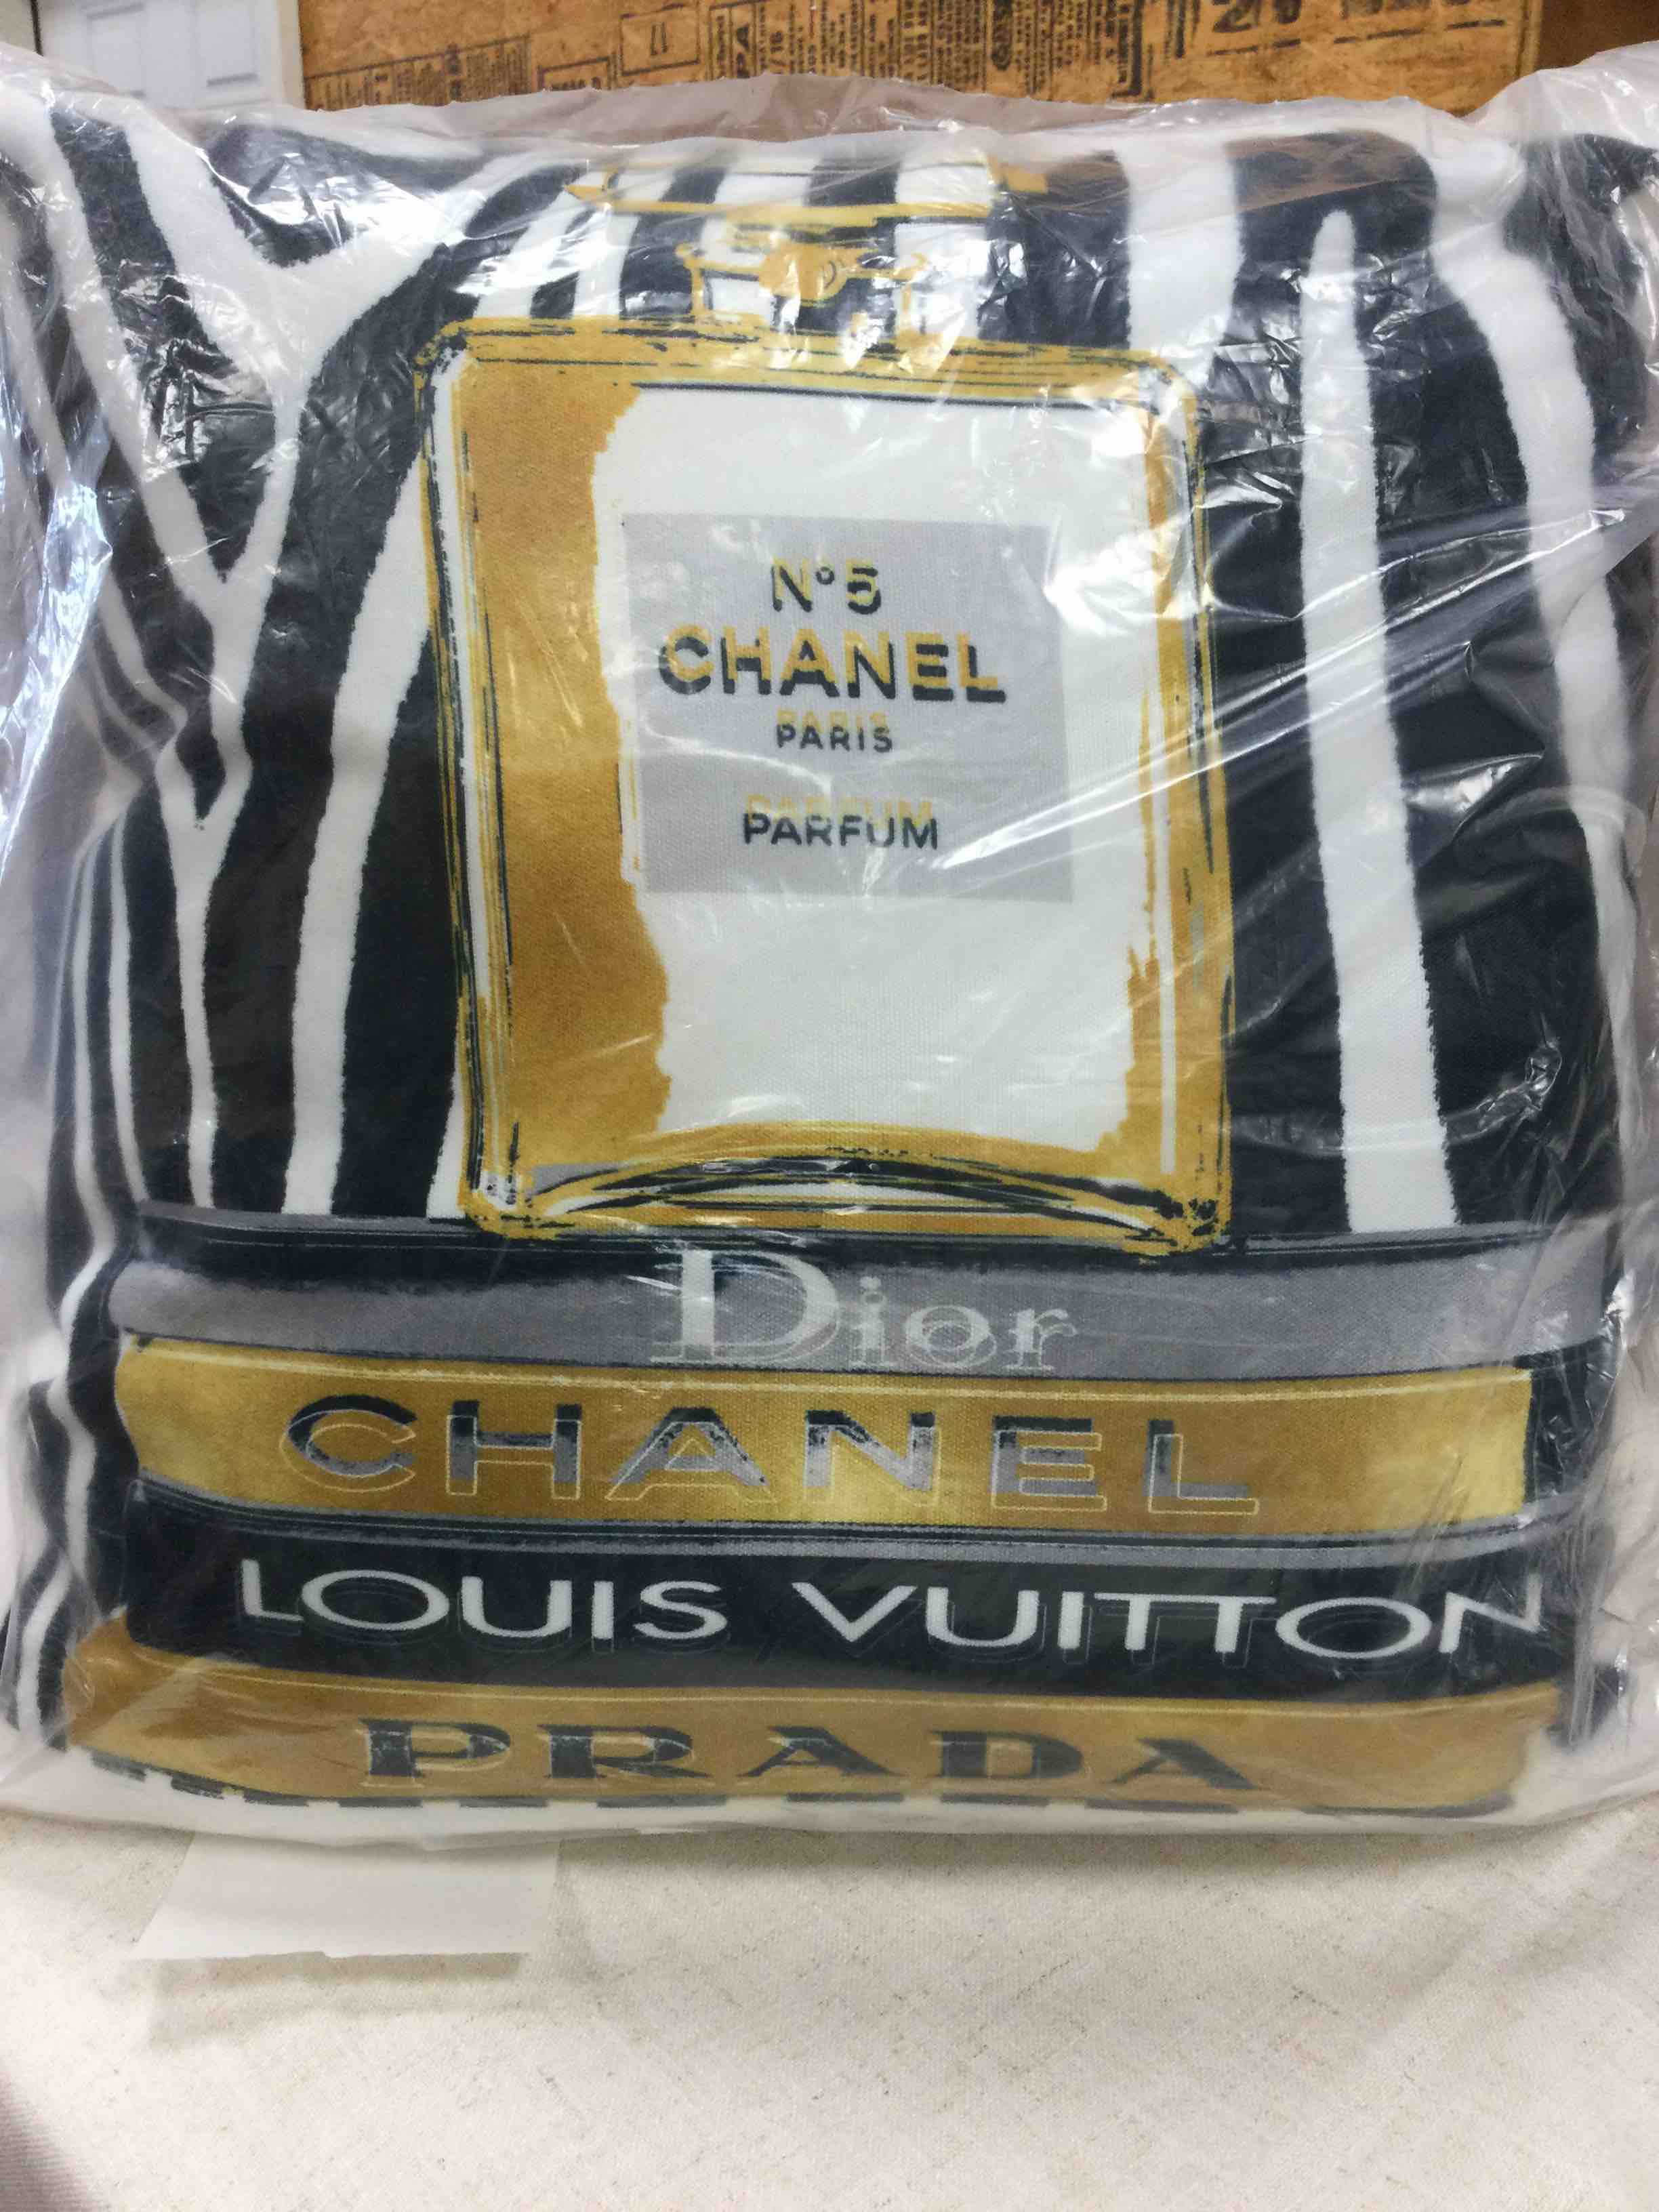 N°5
CHANEL
PARIS
PARFUM
Dior
CHANEL
LOUIS VUITTON
PRADA